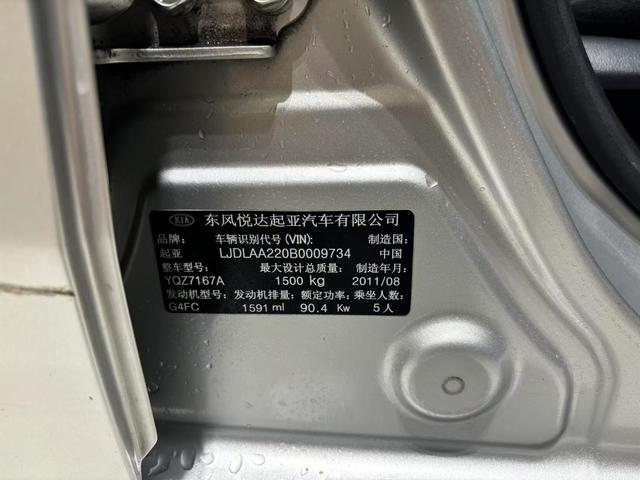 KIA 东风悦达起亚汽车有限公司
品牌: 车辆识别代号(VIN): 制造国:
起亚 LJDLAA220B0009734 中国
整车型号: 最大设计总质量: 制造年月:
YQZ7167A 1500 kg 2011/08
发动机型号: 发动机排量: 额定功率: 乘坐人数:
G4FC 1591 ml 90.4 Kw 5人